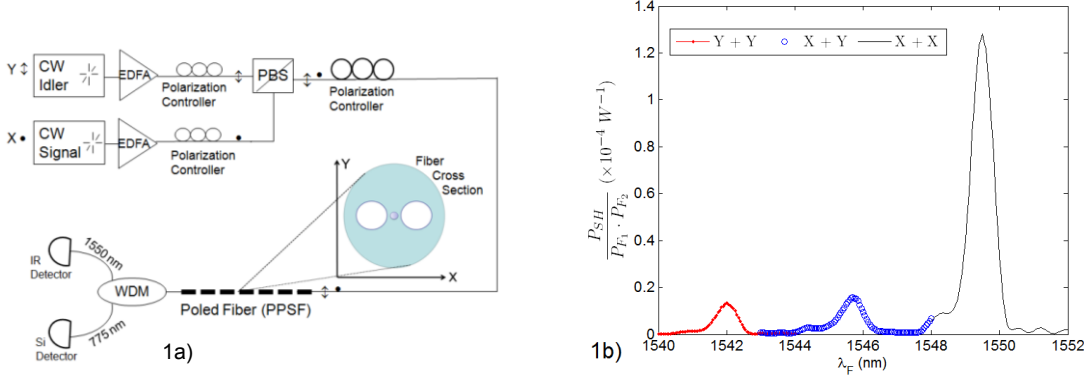 Y ↕
CW
Idler
EDFA
Polarization
Controller
PBS
Polarization
Controller
X •
CW
Signal
EDFA
Polarization
Controller
Y
Fiber
Cross
Section
X
1550 nm
IR
Detector
WDM
Poled Fiber (PPSF)
Si
Detector
775 nm
1a)
Y + Y
X + Y
X + X
1.4
1.2
1
0.8
0.6
0.4
0.2
0
P_SH / (P_F1 · P_F2) (×10⁻⁴ W⁻¹)
1540 1542 1544 1546 1548 1550 1552
λ_F (nm)
1b)